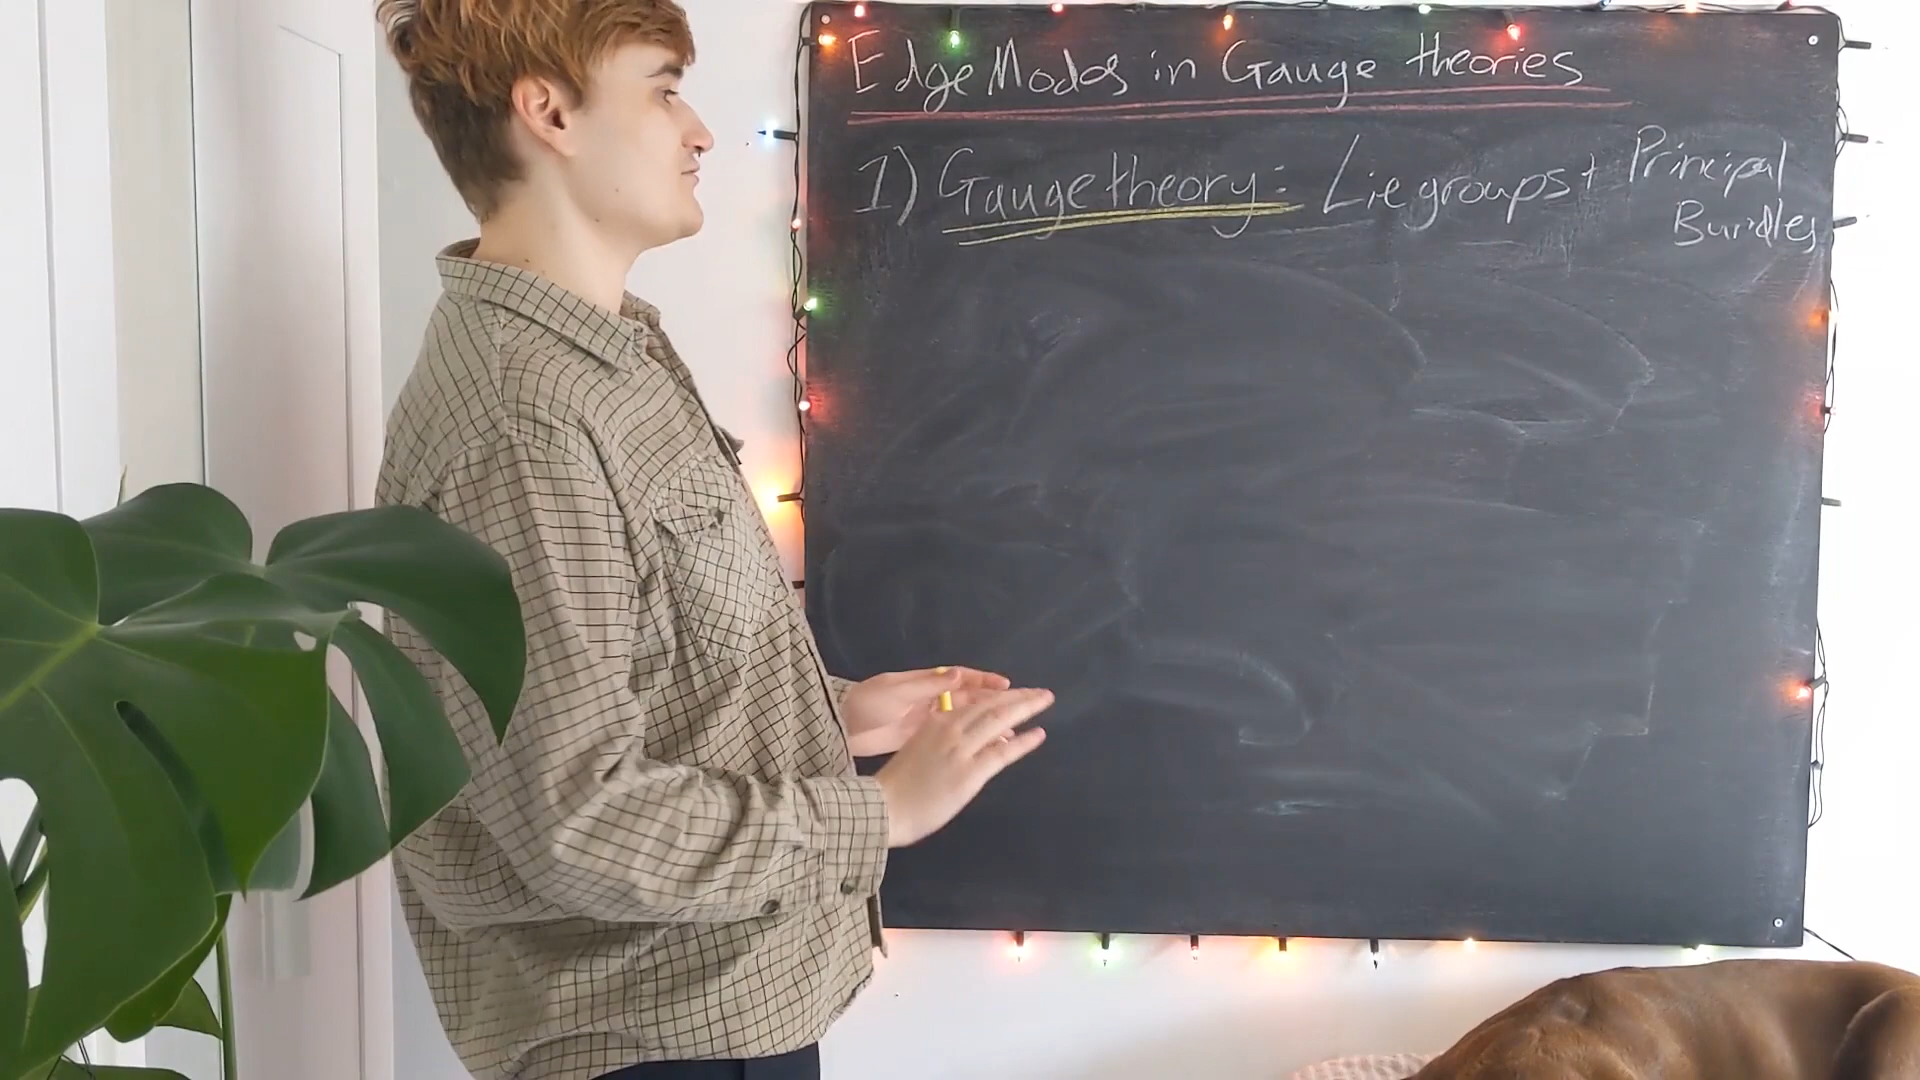 Edge Modes in Gauge theories
1) Gauge theory: Lie groups + Principal
Bundles